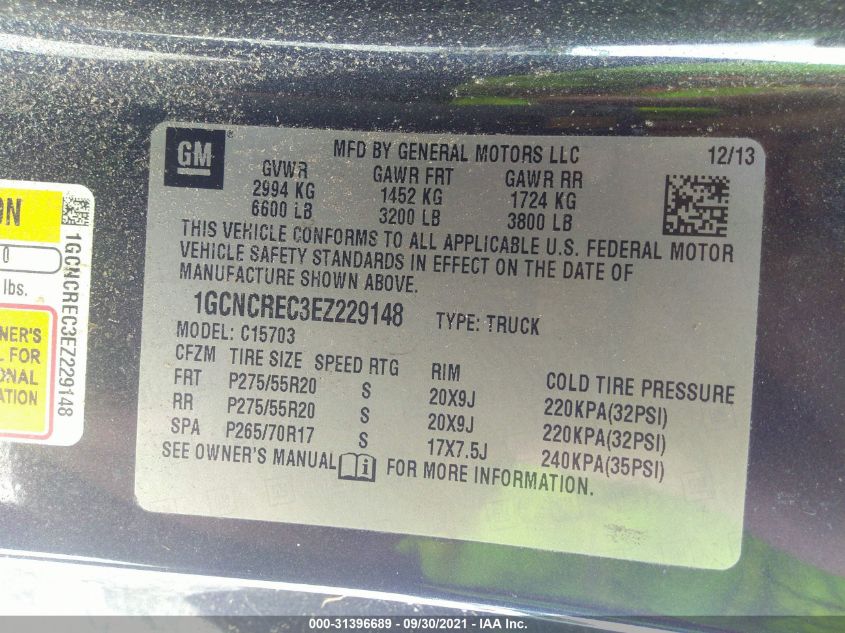 GM
MFD BY GENERAL MOTORS LLC 12/13
GVWR GAWR FRT GAWR RR
2994 KG 1452 KG 1724 KG
6600 LB 3200 LB 3800 LB
THIS VEHICLE CONFORMS TO ALL APPLICABLE U.S. FEDERAL MOTOR
VEHICLE SAFETY STANDARDS IN EFFECT ON THE DATE OF
MANUFACTURE SHOWN ABOVE.
1GCNCREC3EZ229148 TYPE: TRUCK
MODEL: C15703
CFZM TIRE SIZE SPEED RTG RIM COLD TIRE PRESSURE
FRT P275/55R20 S 20X9J 220KPA(32PSI)
RR P275/55R20 S 20X9J 220KPA(32PSI)
SPA P265/70R17 S 17X7.5J 240KPA(35PSI)
SEE OWNER'S MANUAL i FOR MORE INFORMATION.
ON
0
lbs.
NER'S
L FOR
ONAL
ATION
1GCNCREC3EZ229148
000-31396689 - 09/30/2021 - IAA Inc.